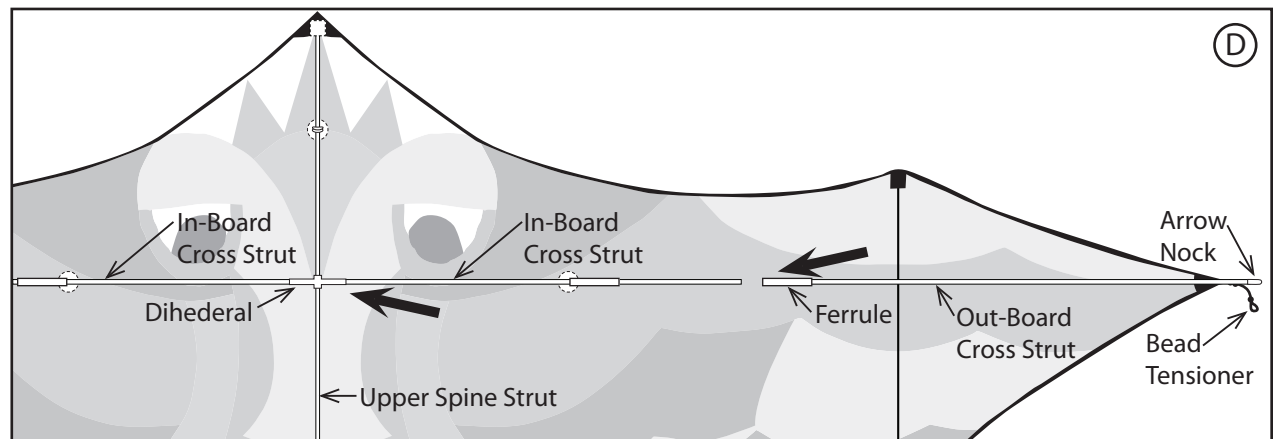 D
In-Board
Cross Strut
In-Board
Cross Strut
Arrow
Nock
Dihederal
Ferrule
Out-Board
Cross Strut
Bead
Tensioner
Upper Spine Strut